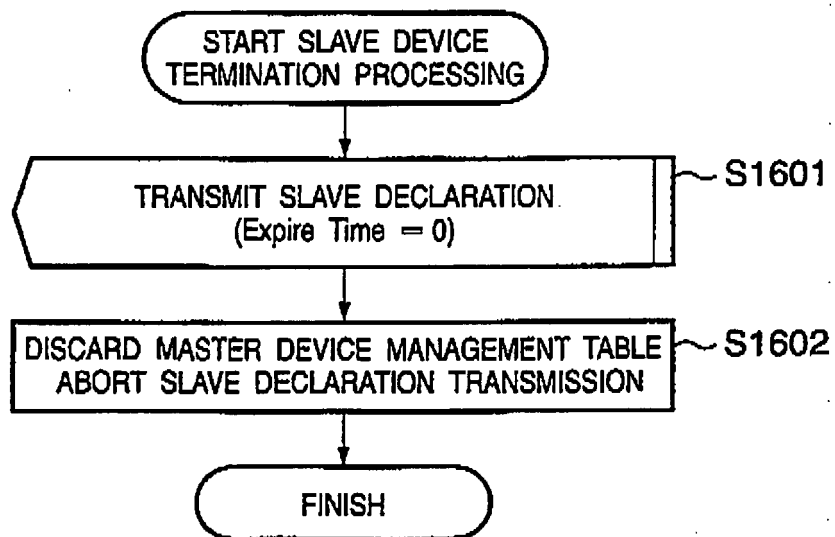 START SLAVE DEVICE
TERMINATION PROCESSING
TRANSMIT SLAVE DECLARATION
(Expire Time = 0)
S1601
DISCARD MASTER DEVICE MANAGEMENT TABLE
ABORT SLAVE DECLARATION TRANSMISSION
S1602
FINISH